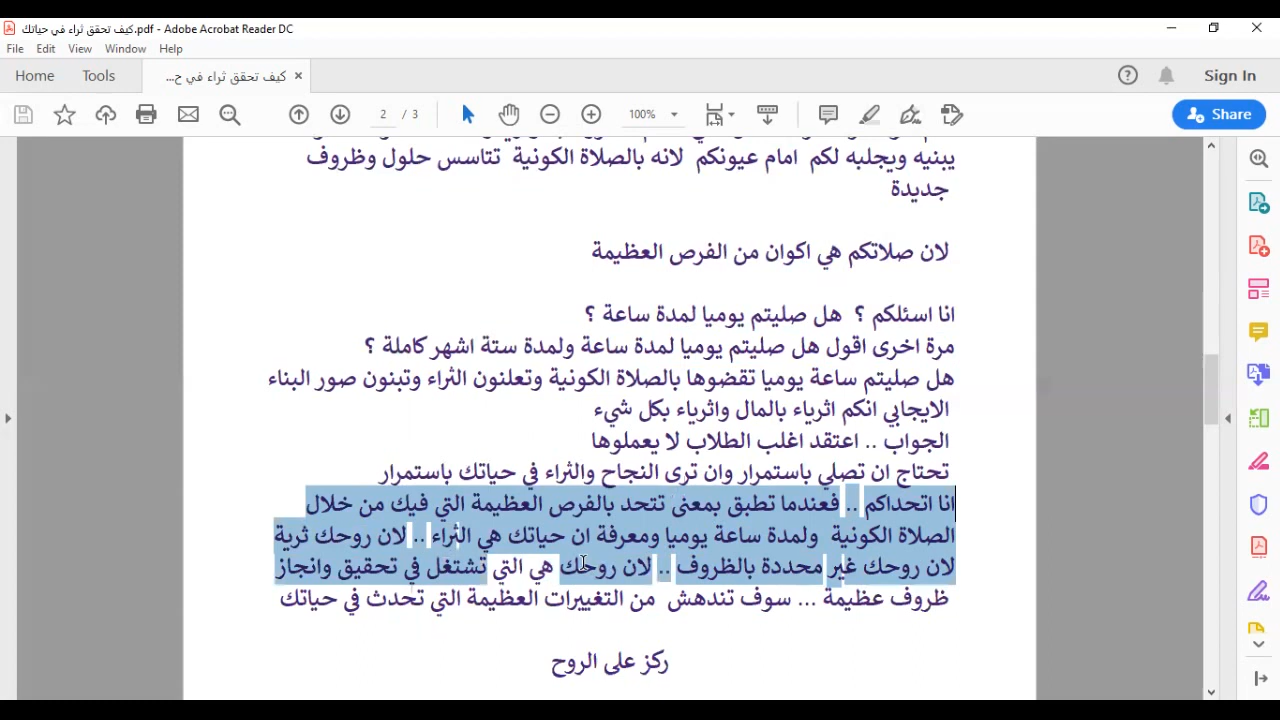 كيف تحقق ثراء في حياتك.pdf - Adobe Acrobat Reader DC
File Edit View Window Help
Home Tools كيف تحقق ثراء في ح... ×
2 / 3 100% Share
Sign In
يبنيه ويجلبه لكم امام عيونكم لانه بالصلاة الكونية تتاسس حلول وظروف
جديدة
لان صلاتكم هي اكوان من الفرص العظيمة
انا اسئلكم ؟ هل صليتم يوميا لمدة ساعة ؟
مرة اخرى اقول هل صليتم يوميا لمدة ساعة ولمدة ستة اشهر كاملة ؟
هل صليتم ساعة يوميا تقضوها بالصلاة الكونية وتعلنون الثراء وتبنون صور البناء
الايجابي انكم اثرياء بالمال واثرياء بكل شيء
الجواب .. اعتقد اغلب الطلاب لا يعملوها
تحتاج ان تصلي باستمرار وان ترى النجاح والثراء في حياتك باستمرار
انا اتحداكم .. فعندما تطبق بمعنى تتحد بالفرص العظيمة التي فيك من خلال
الصلاة الكونية ولمدة ساعة يوميا ومعرفة ان حياتك هي الثراء .. لان روحك ثرية
لان روحك غير محددة بالظروف .. لان روحك هي التي تشتغل في تحقيق وانجاز
ظروف عظيمة ... سوف تندهش من التغييرات العظيمة التي تحدث في حياتك
ركز على الروح